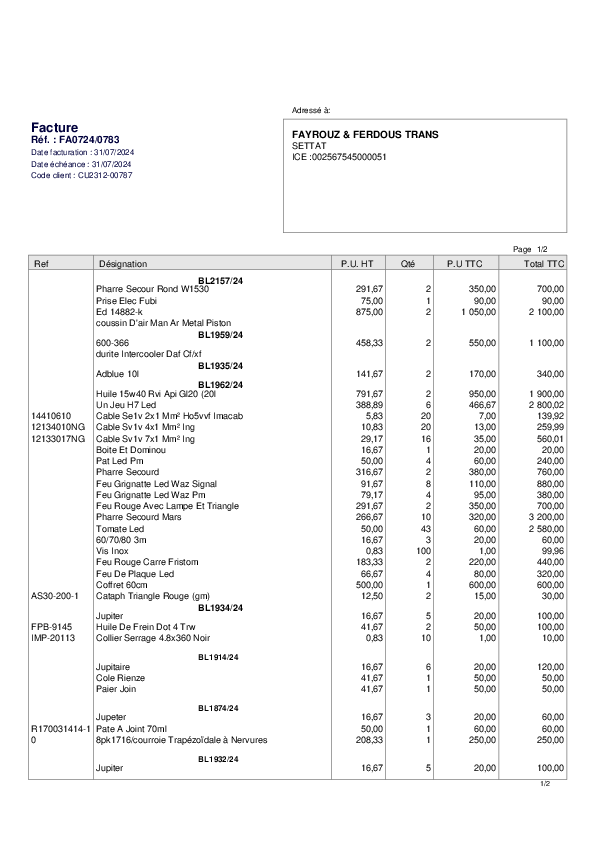 Adressé à:
Facture
Réf. : FA0724/0783
Date facturation : 31/07/2024
Date échéance : 31/07/2024
Code client : CU2312-00787
FAYROUZ & FERDOUS TRANS
SETTAT
ICE :002567545000051
Page 1/2
Ref Désignation P.U. HT Qté P.U TTC Total TTC
BL2157/24
Pharre Secour Rond W1530 291,67 2 350,00 700,00
Prise Elec Fubi 75,00 1 90,00 90,00
Ed 14882-k 875,00 2 1 050,00 2 100,00
coussin D'air Man Ar Metal Piston
BL1959/24
600-366 458,33 2 550,00 1 100,00
durite Intercooler Daf Cf/xf
BL1935/24
Adblue 10l 141,67 2 170,00 340,00
BL1962/24
Huile 15w40 Rvi Api Gl20 (20l 791,67 2 950,00 1 900,00
Un Jeu H7 Led 388,89 6 466,67 2 800,02
14410610 Cable Se1v 2x1 Mm² Ho5vvf Imacab 5,83 20 7,00 139,92
12134010NG Cable Sv1v 4x1 Mm² Ing 10,83 20 13,00 259,99
12133017NG Cable Sv1v 7x1 Mm² Ing 29,17 16 35,00 560,01
Boite Et Dominou 16,67 1 20,00 20,00
Pat Led Pm 50,00 4 60,00 240,00
Pharre Secourd 316,67 2 380,00 760,00
Feu Grignatte Led Waz Signal 91,67 8 110,00 880,00
Feu Grignatte Led Waz Pm 79,17 4 95,00 380,00
Feu Rouge Avec Lampe Et Triangle 291,67 2 350,00 700,00
Pharre Secourd Mars 266,67 10 320,00 3 200,00
Tomate Led 50,00 43 60,00 2 580,00
60/70/80 3m 16,67 3 20,00 60,00
Vis Inox 0,83 100 1,00 99,96
Feu Rouge Carre Fristom 183,33 2 220,00 440,00
Feu De Plaque Led 66,67 4 80,00 320,00
Coffret 60cm 500,00 1 600,00 600,00
AS30-200-1 Cataph Triangle Rouge (gm) 12,50 2 15,00 30,00
BL1934/24
Jupiter 16,67 5 20,00 100,00
FPB-9145 Huile De Frein Dot 4 Trw 41,67 2 50,00 100,00
IMP-20113 Collier Serrage 4.8x360 Noir 0,83 10 1,00 10,00
BL1914/24
Jupitaire 16,67 6 20,00 120,00
Cole Rienze 41,67 1 50,00 50,00
Paier Join 41,67 1 50,00 50,00
BL1874/24
Jupeter 16,67 3 20,00 60,00
R170031414-1 Pate A Joint 70ml 50,00 1 60,00 60,00
0 8pk1716/courroie Trapézoïdale à Nervures 208,33 1 250,00 250,00
BL1932/24
Jupiter 16,67 5 20,00 100,00
1/2